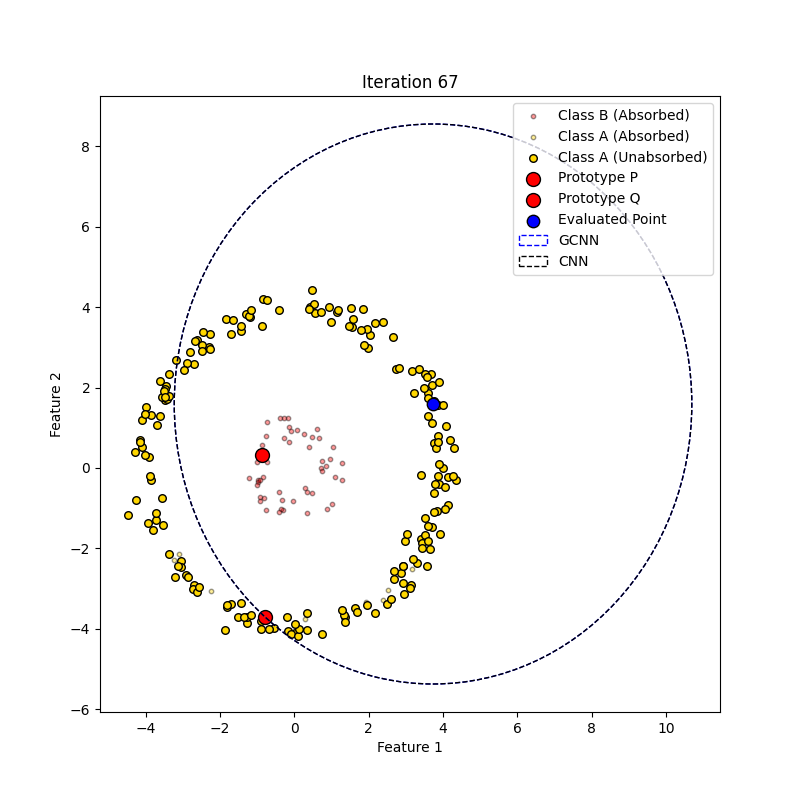 Iteration 67
Class B (Absorbed)
Class A (Absorbed)
Class A (Unabsorbed)
Prototype P
Prototype Q
Evaluated Point
GCNN
CNN
8
6
4
2
0
−2
−4
−6
Feature 2
−4 −2 0 2 4 6 8 10
Feature 1